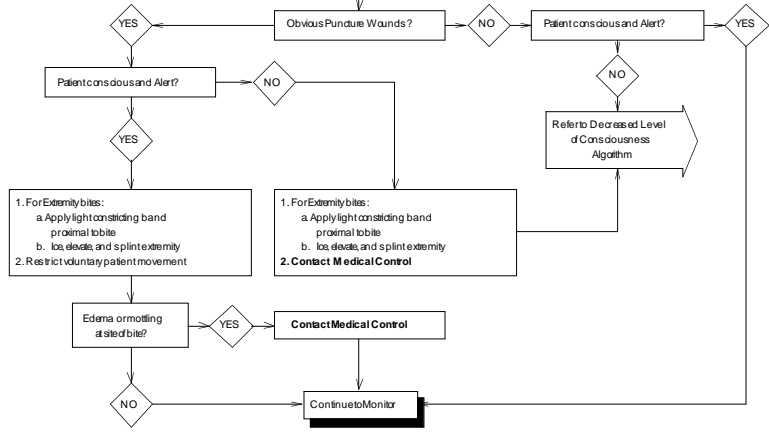 YES
Obvious Puncture Wounds ?
NO
Patient conscious and Alert?
YES
Patient conscious and Alert?
NO
NO
Refer to Decreased Level
of Consciousness
Algorithm
YES
1. For Extremity bites:
a. Apply light constricting band
proximal to bite
b. Ice, elevate, and splint extremity
2. Restrict voluntary patient movement
1. For Extremity bites:
a. Apply light constricting band
proximal to bite
b. Ice, elevate, and splint extremity
2. Contact Medical Control
Edema or mottling
at site of bite?
YES
Contact Medical Control
NO
Continue to Monitor